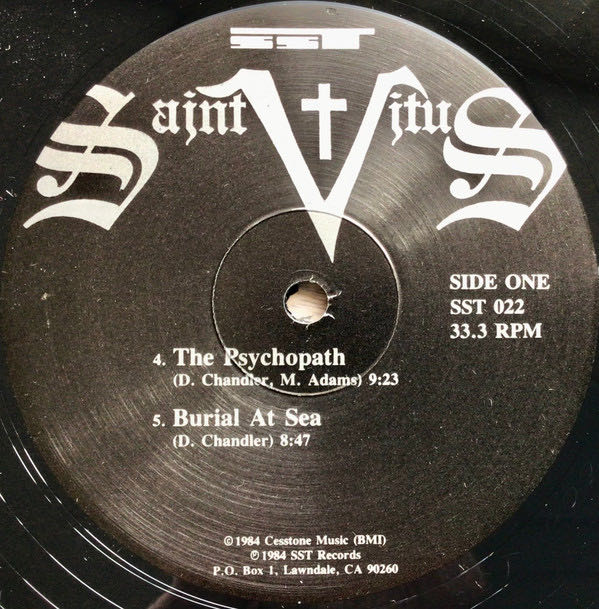 SST
Saint Vitus
SIDE ONE
SST 022
33.3 RPM
4. The Psychopath
(D. Chandler, M. Adams) 9:23
5. Burial At Sea
(D. Chandler) 8:47
©1984 Cesstone Music (BMI)
℗1984 SST Records
P.O. Box 1, Lawndale, CA 90260